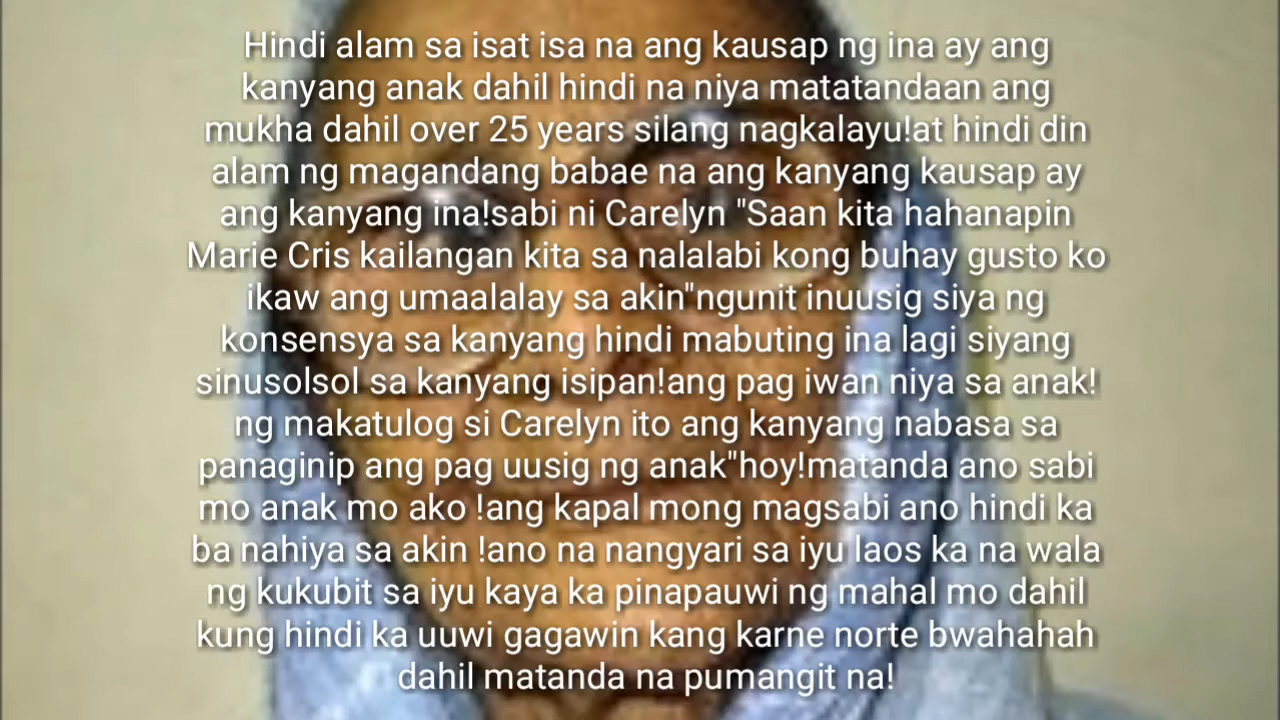 Hindi alam sa isat isa na ang kausap ng ina ay ang
kanyang anak dahil hindi na niya matatandaan ang
mukha dahil over 25 years silang nagkalayu!at hindi din
alam ng magandang babae na ang kanyang kausap ay
ang kanyang ina!sabi ni Carelyn "Saan kita hahanapin
Marie Cris kailangan kita sa nalalabi kong buhay gusto ko
ikaw ang umaalalay sa akin"ngunit inuusig siya ng
konsensya sa kanyang hindi mabuting ina lagi siyang
sinusolsol sa kanyang isipan!ang pag iwan niya sa anak!
ng makatulog si Carelyn ito ang kanyang nabasa sa
panaginip ang pag uusig ng anak"hoy!matanda ano sabi
mo anak mo ako !ang kapal mong magsabi ano hindi ka
ba nahiya sa akin !ano na nangyari sa iyu laos ka na wala
ng kukubit sa iyu kaya ka pinapauwi ng mahal mo dahil
kung hindi ka uuwi gagawin kang karne norte bwahahah
dahil matanda na pumangit na!